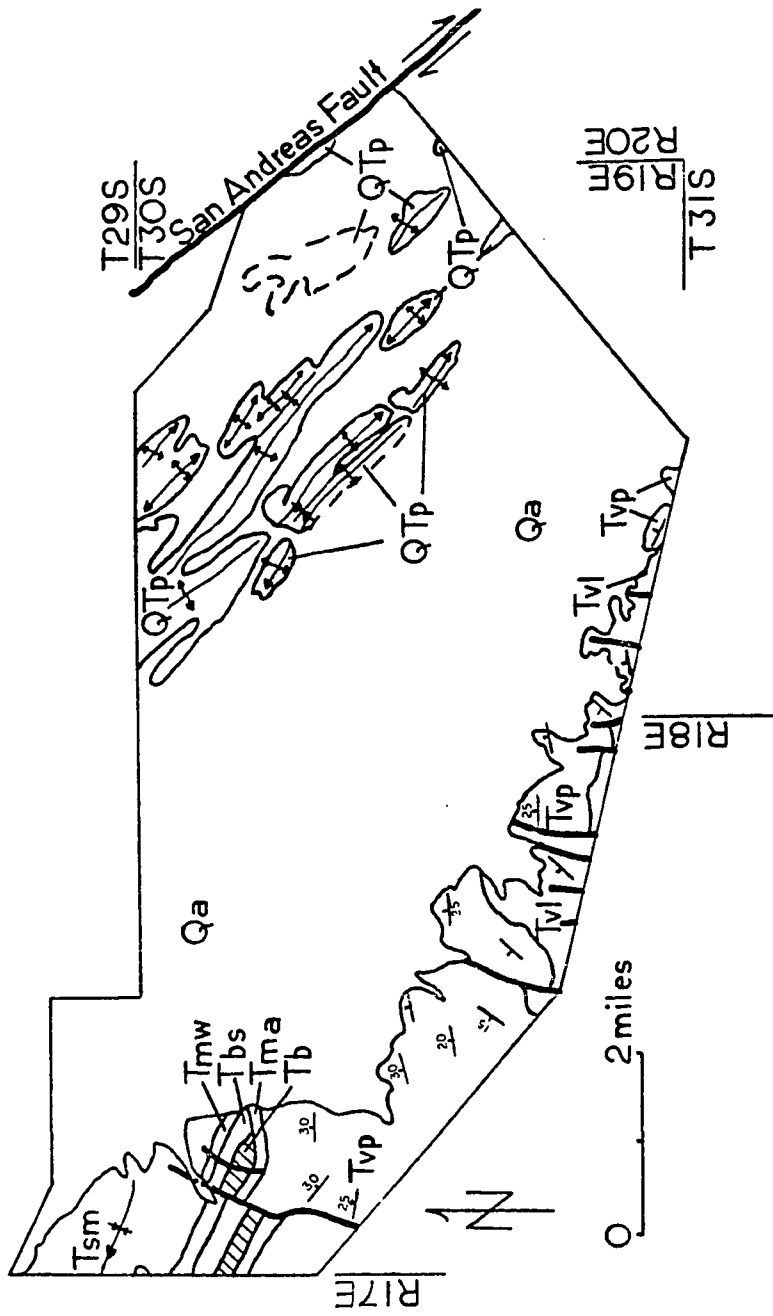 T29S
T30S
San Andreas Fault
QTp
QTp
QTp
QTp
QTp
R19E
R20E
T31S
Qa
Qa
Tmw
Tbs
Tma
Tb
Tsm
Tvp
Tvp
Tvp
Tvl
Tvl
30
30
25
30
20
25
25
R17E
R18E
N
0
2 miles